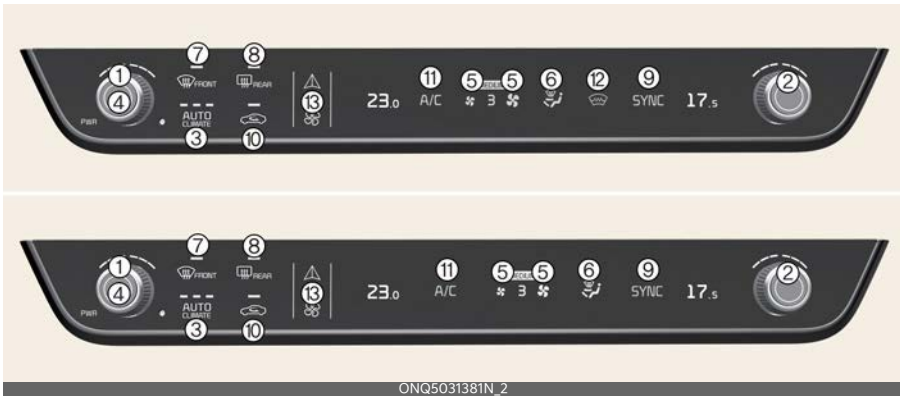 ⑦ ⑧
① FRONT REAR ⑪ ⑤ ⑤ ⑥ ⑫ ⑨ ②
④ ⑬ 23.0 A/C 3 SYNC 17.5
PWR AUTO
CLIMATE
③ ⑩
⑦ ⑧
① FRONT REAR ⑪ ⑤ ⑤ ⑥ ⑨ ②
④ ⑬ 23.0 A/C 3 SYNC 17.5
PWR AUTO
CLIMATE
③ ⑩
ONQ5031381N_2